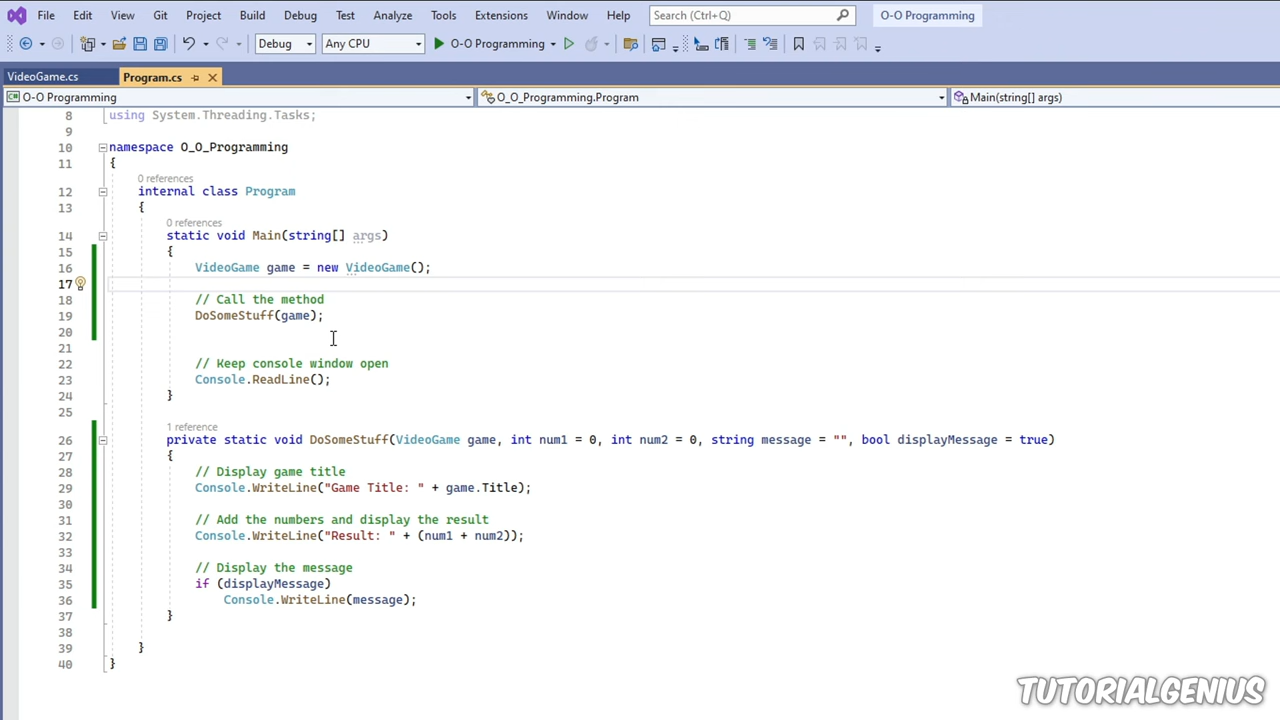 File Edit View Git Project Build Debug Test Analyze Tools Extensions Window Help Search (Ctrl+Q) O-O Programming
Debug Any CPU O-O Programming
VideoGame.cs Program.cs
O-O Programming O_O_Programming.Program Main(string[] args)
8 using System.Threading.Tasks;
9
10 namespace O_O_Programming
11 {
0 references
12 internal class Program
13 {
0 references
14 static void Main(string[] args)
15 {
16 VideoGame game = new VideoGame();
17
18 // Call the method
19 DoSomeStuff(game);
20
21
22 // Keep console window open
23 Console.ReadLine();
24 }
25
1 reference
26 private static void DoSomeStuff(VideoGame game, int num1 = 0, int num2 = 0, string message = "", bool displayMessage = true)
27 {
28 // Display game title
29 Console.WriteLine("Game Title: " + game.Title);
30
31 // Add the numbers and display the result
32 Console.WriteLine("Result: " + (num1 + num2));
33
34 // Display the message
35 if (displayMessage)
36 Console.WriteLine(message);
37 }
38
39 }
40 }
TUTORIALGENIUS